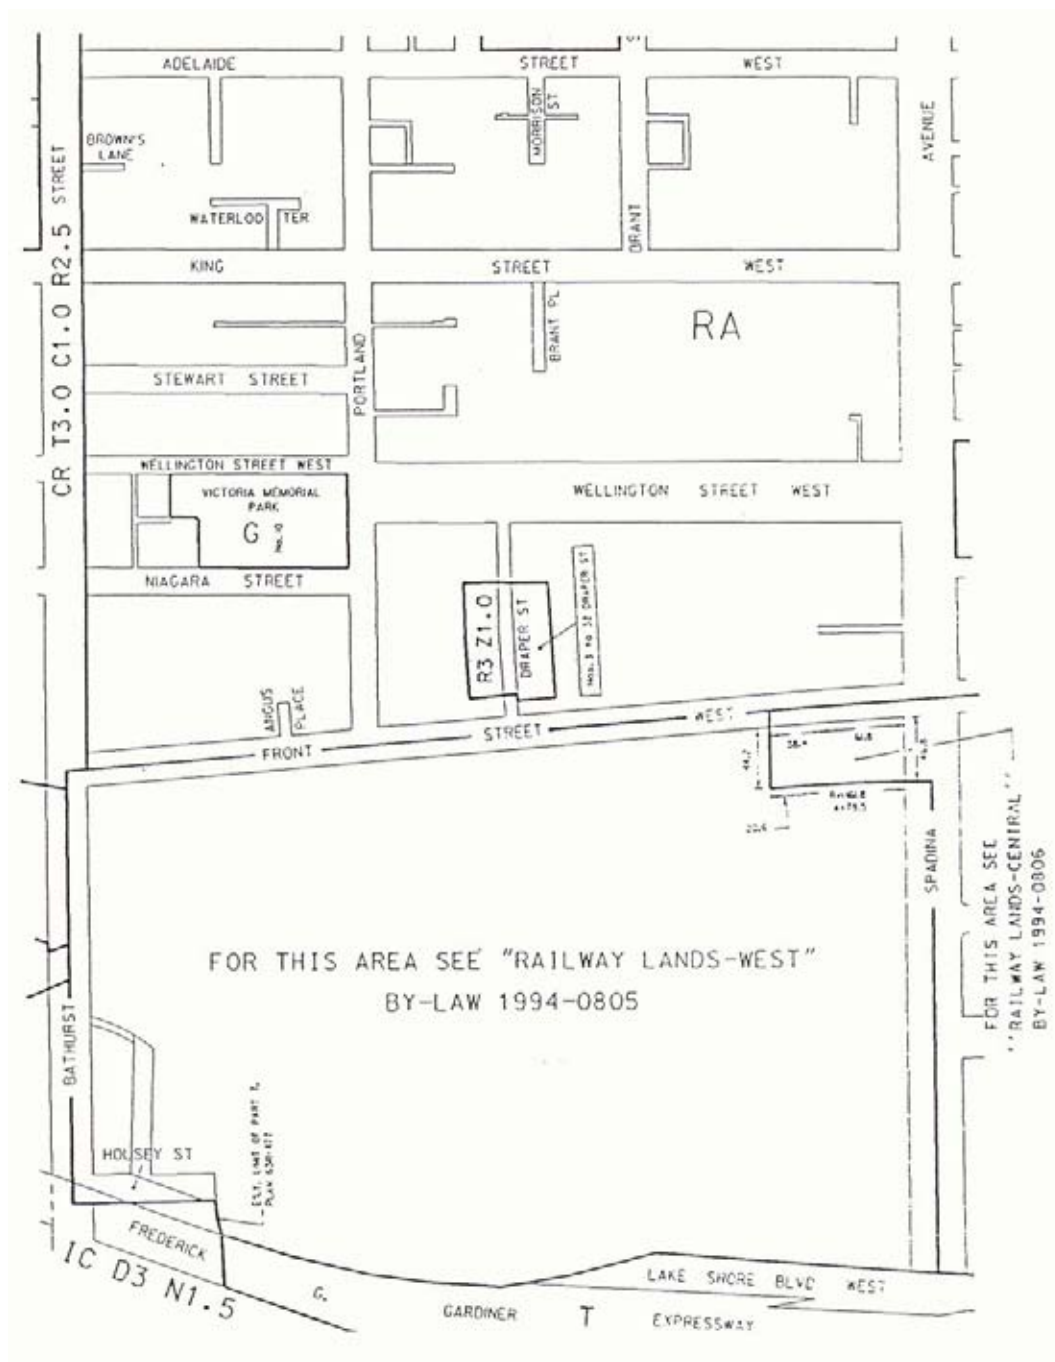 ADELAIDE STREET WEST
BROWN'S
LANE
MORRISON
ST
AVENUE
STREET
WATERLOO TER
BRANT
KING STREET WEST
CR T3.0 C1.0 R2.5
RA
BRANT PL
PORTLAND
STEWART STREET
WELLINGTON STREET WEST
VICTORIA MEMORIAL
PARK
G
No. 10
WELLINGTON STREET WEST
NIAGARA STREET
R3 Z1.0
DRAPER ST
ANGUS
PLACE
FRONT STREET WEST
44.2
SPADINA
FOR THIS AREA SEE
''RAILWAY LANDS-CENTRAL''
BY-LAW 1994-0806
FOR THIS AREA SEE "RAILWAY LANDS-WEST"
BY-LAW 1994-0805
BATHURST
HOUSEY ST
FREDERICK
G.
IC D3 N1.5
LAKE SHORE BLVD WEST
GARDINER T EXPRESSWAY